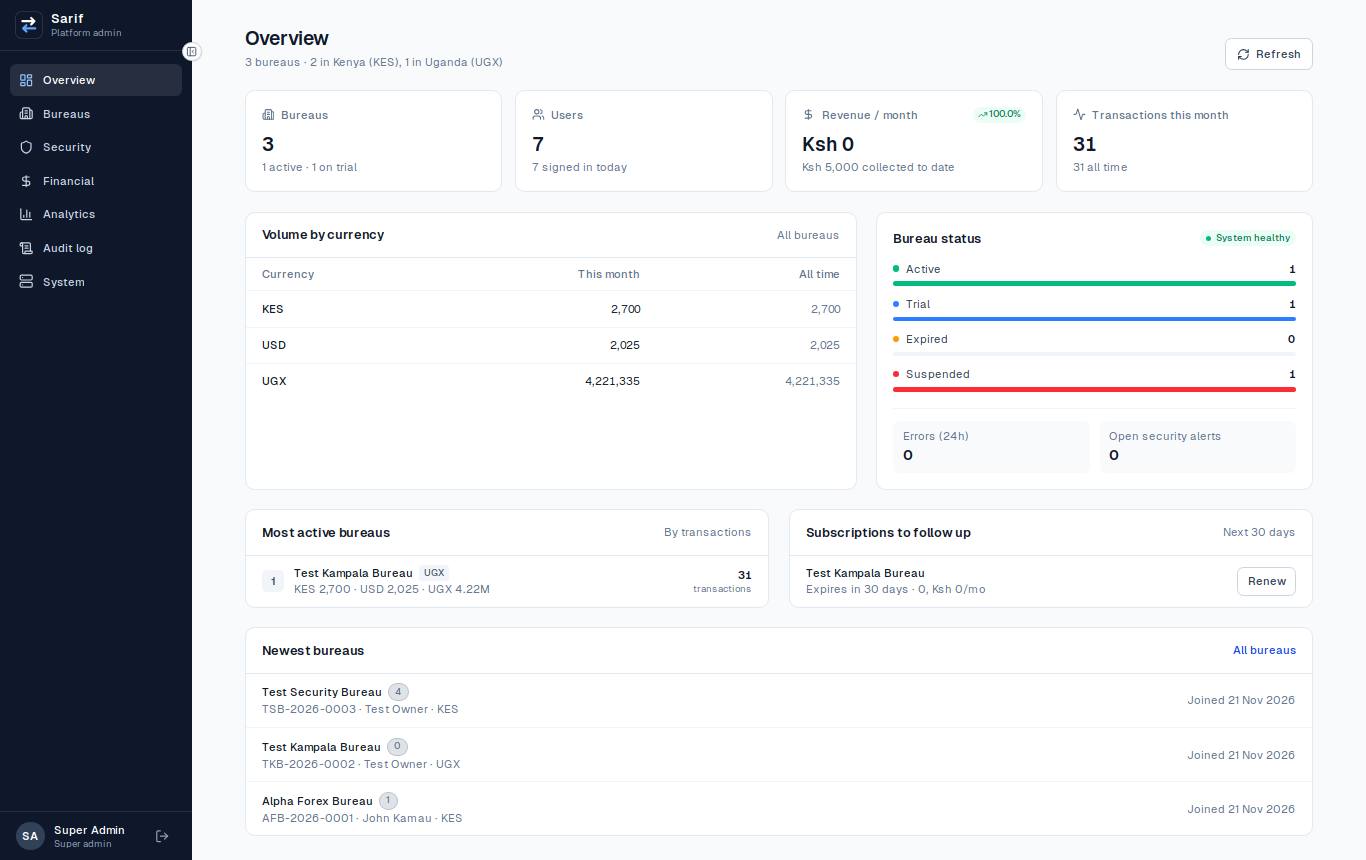 Sarif
Platform admin
Overview
Bureaus
Security
Financial
Analytics
Audit log
System
SA
Super Admin
Super admin
Overview
3 bureaus · 2 in Kenya (KES), 1 in Uganda (UGX)
Refresh
Bureaus
3
1 active · 1 on trial
Users
7
7 signed in today
Revenue / month
100.0%
Ksh 0
Ksh 5,000 collected to date
Transactions this month
31
31 all time
Volume by currency
All bureaus
Currency This month All time
KES 2,700 2,700
USD 2,025 2,025
UGX 4,221,335 4,221,335
Bureau status
System healthy
Active 1
Trial 1
Expired 0
Suspended 1
Errors (24h)
0
Open security alerts
0
Most active bureaus
By transactions
1
Test Kampala Bureau UGX
KES 2,700 · USD 2,025 · UGX 4.22M
31
transactions
Subscriptions to follow up
Next 30 days
Test Kampala Bureau
Expires in 30 days · 0, Ksh 0/mo
Renew
Newest bureaus
All bureaus
Test Security Bureau 4
TSB-2026-0003 · Test Owner · KES
Joined 21 Nov 2026
Test Kampala Bureau 0
TKB-2026-0002 · Test Owner · UGX
Joined 21 Nov 2026
Alpha Forex Bureau 1
AFB-2026-0001 · John Kamau · KES
Joined 21 Nov 2026